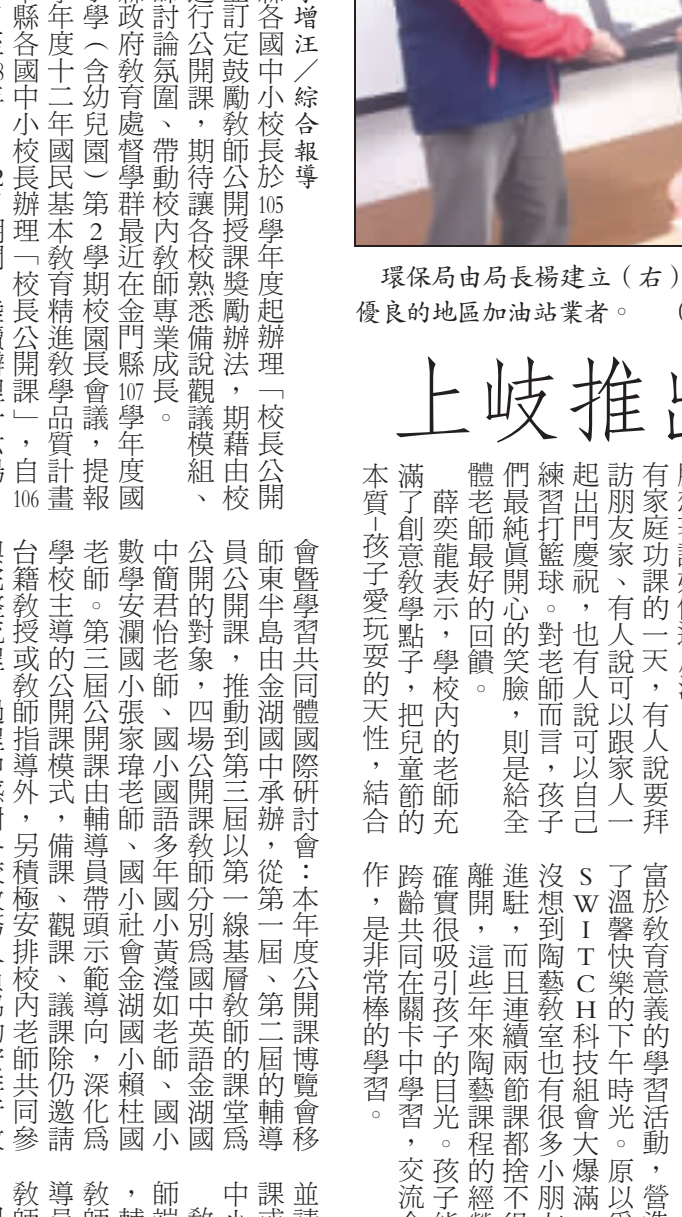 增汪／綜合報導
縣各國中小校長於105學年度起辦理「校長公開
訂定鼓勵教師公開授課獎勵辦法，期藉由校
進行公開課，期待讓各校熟悉備說觀議模組、
討論氛圍、帶動校內教師專業成長。
縣政府教育處督學群最近在金門縣107學年度國
學（含幼兒園）第2學期校園長會議，提報
年度十二年國民基本教育精進教學品質計畫
縣各國中小校長辦理「校長公開課」，自106
會暨學習共同體國際研討會：本年度公開課博覽會移
師東半島由金湖國中承辦，從第一屆、第二屆的輔導
員公開課，推動到第三屆以第一線基層教師的課堂為
公開的對象，四場公開課教師分別為國中英語金湖國
中簡君怡老師、國小國語多年國小黃瀅如老師、國小
數學安瀾國小張家瑋老師、國小社會金湖國小賴杜國
老師。第三屆公開課由輔導員帶頭示範導向，深化為
學校主導的公開課模式，備課、觀課、議課除仍邀請
台籍教授或教師指導外，另積極安排校內老師共同參
並請
課或
中小
教
師端
，輔
教師
導員
教師
環保局由局長楊建立（右）
優良的地區加油站業者。（
上岐推出
有家庭功課的一天，有人說要拜
訪朋友家、有人說可以跟家人一
起出門慶祝，也有人說可以自己
練習打籃球。對老師而言，孩子
們最純真開心的笑臉，則是給全
體老師最好的回饋。
薛奕龍表示，學校內的老師充
滿了創意教學點子，把兒童節的
本質-孩子愛玩耍的天性，結合
富於教育意義的學習活動，營造
了溫馨快樂的下午時光。原以為
SWITCH科技組會大爆滿
沒想到陶藝教室也有很多小朋友
進駐，而且連續兩節課都捨不得
離開，這些年來陶藝課程的經營
確實很吸引孩子的目光。孩子能
跨齡共同在關卡中學習，交流合
作，是非常棒的學習。